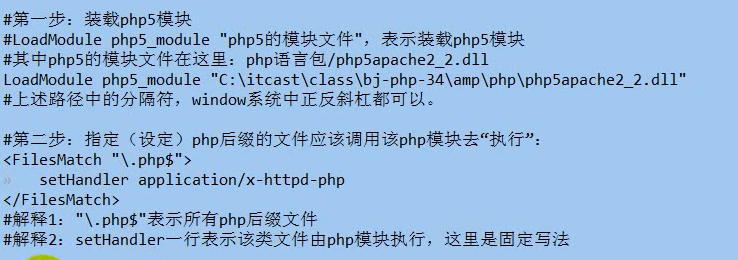 #第一步：装载php5模块
#LoadModule php5_module "php5的模块文件"，表示装载php5模块
#其中php5的模块文件在这里：php语言包/php5apache2_2.dll
LoadModule php5_module "C:\itcast\class\bj-php-34\amp\php\php5apache2_2.dll"
#上述路径中的分隔符，window系统中正反斜杠都可以。
#第二步：指定（设定）php后缀的文件应该调用该php模块去“执行”：
<FilesMatch "\.php$">
» setHandler application/x-httpd-php
</FilesMatch>
#解释1："\.php$"表示所有php后缀文件
#解释2：setHandler一行表示该类文件由php模块执行，这里是固定写法